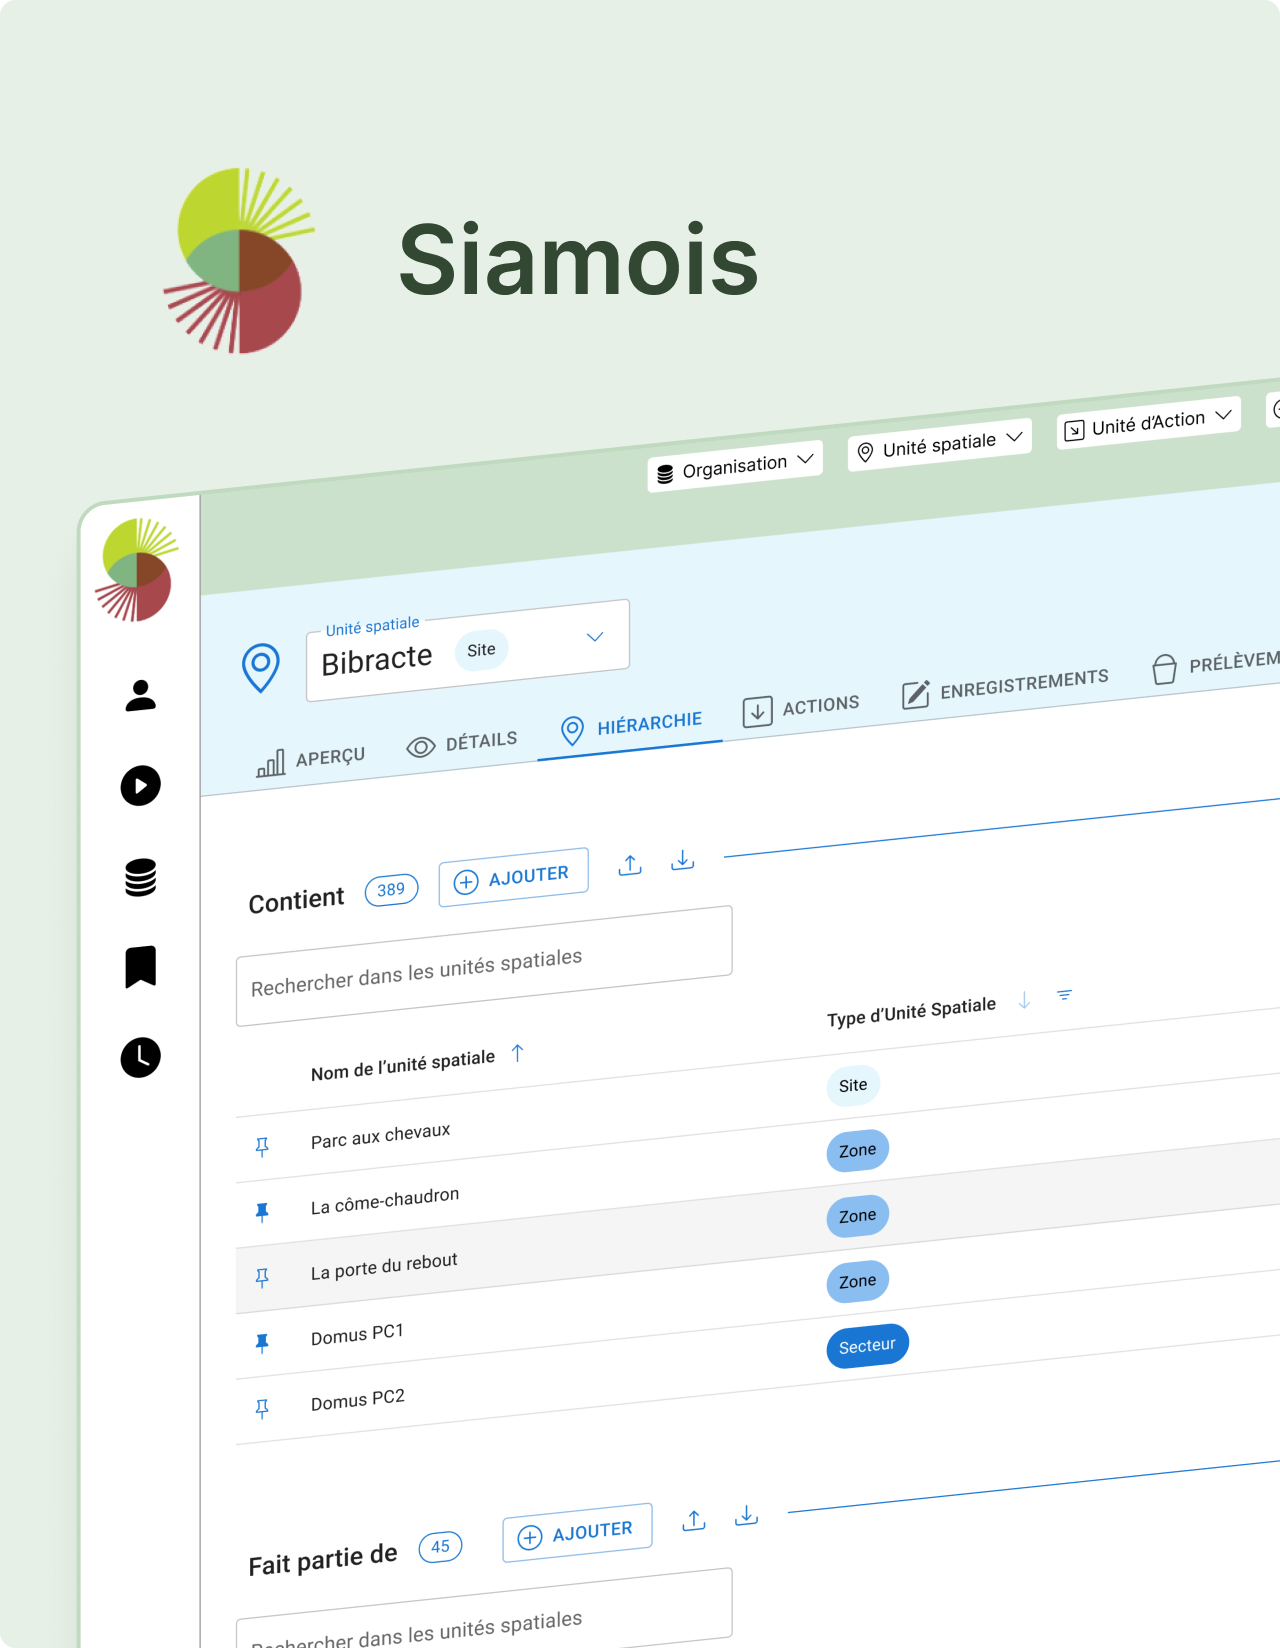 Siamois
Organisation
Unité spatiale
Unité d'Action
Unité spatiale
Bibracte
Site
APERÇU
DÉTAILS
HIÉRARCHIE
ACTIONS
ENREGISTREMENTS
PRÉLÈVEM
Contient
389
AJOUTER
Rechercher dans les unités spatiales
Nom de l'unité spatiale
Type d'Unité Spatiale
Parc aux chevaux
Site
La côme-chaudron
Zone
La porte du rebout
Zone
Domus PC1
Zone
Domus PC2
Secteur
Fait partie de
45
AJOUTER
Rechercher dans les unités spatiales